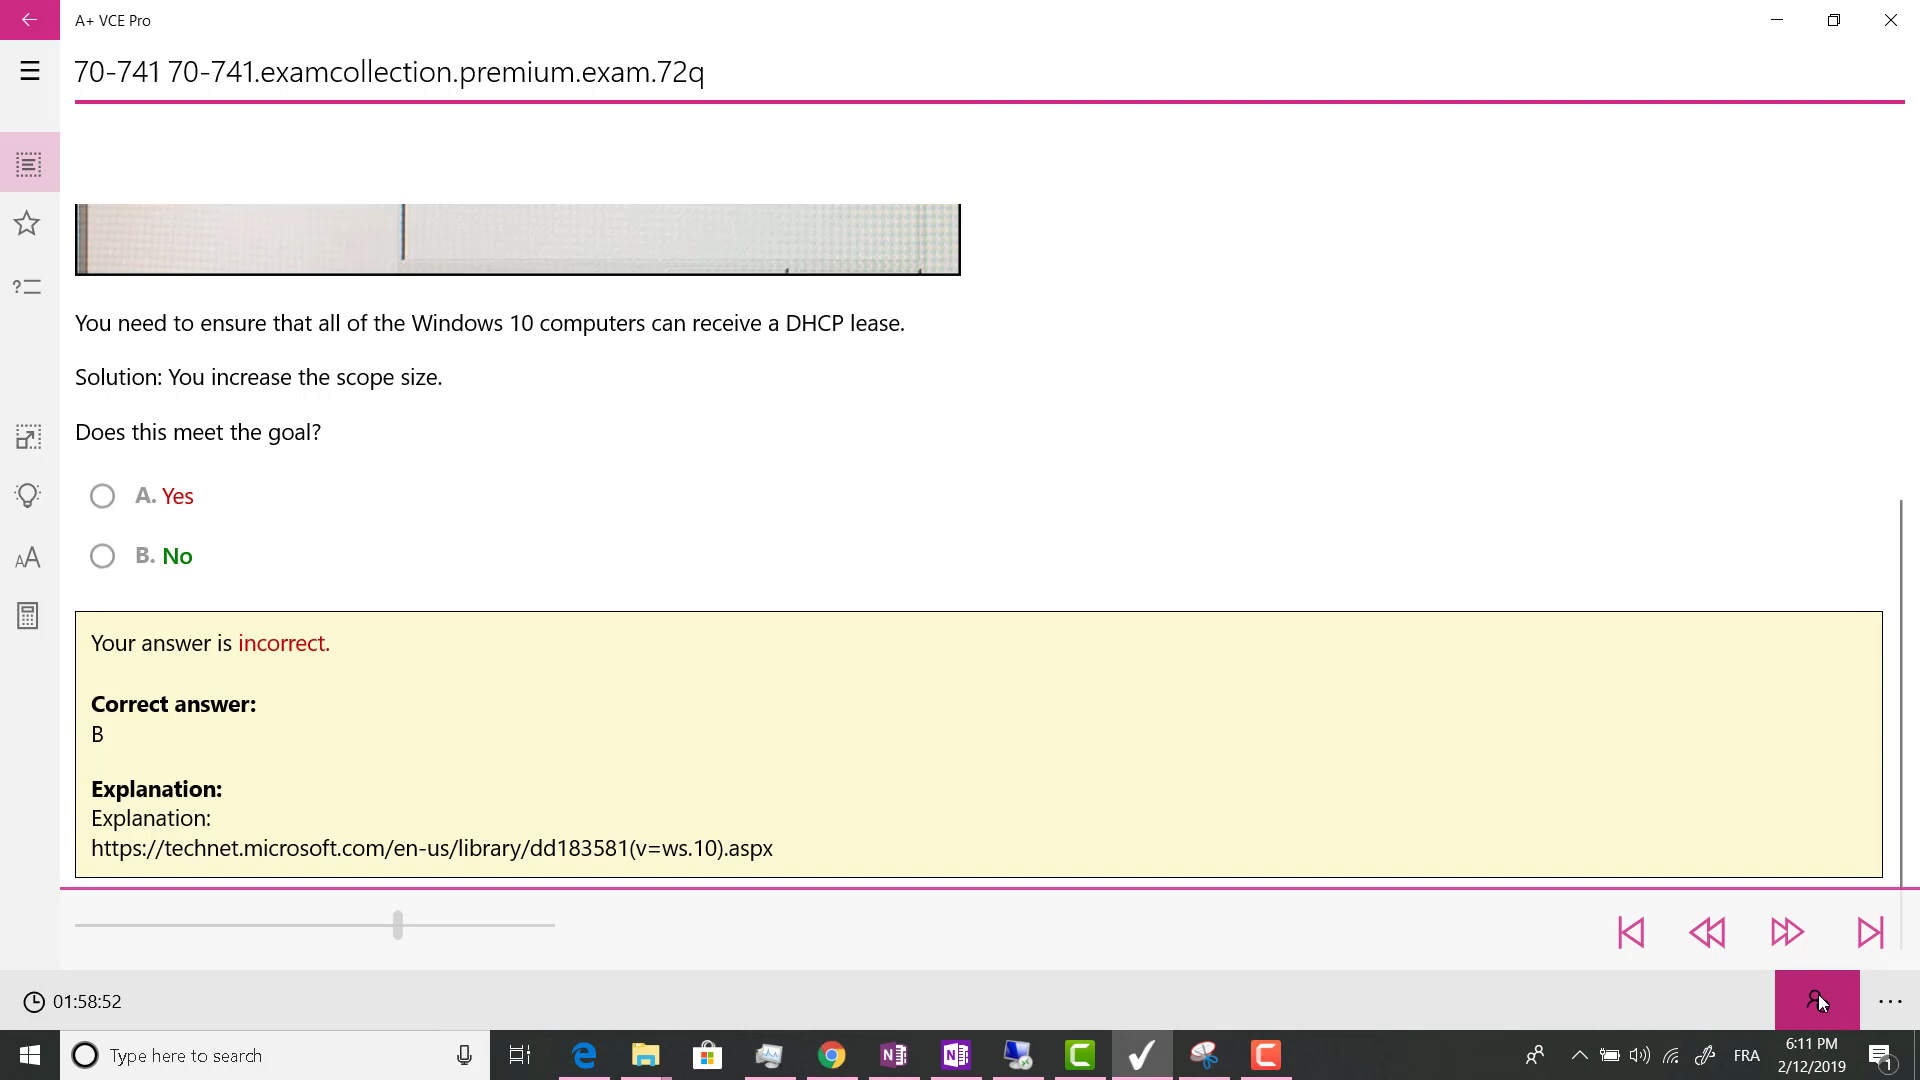 A+ VCE Pro
70-741 70-741.examcollection.premium.exam.72q
You need to ensure that all of the Windows 10 computers can receive a DHCP lease.
Solution: You increase the scope size.
Does this meet the goal?
A. Yes
B. No
Your answer is incorrect.
Correct answer:
B
Explanation:
Explanation:
https://technet.microsoft.com/en-us/library/dd183581(v=ws.10).aspx
01:58:52
Type here to search
FRA
6:11 PM
2/12/2019
1